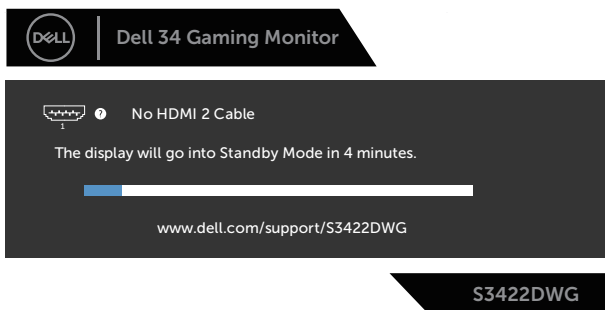 DELL
Dell 34 Gaming Monitor
? No HDMI 2 Cable
1
The display will go into Standby Mode in 4 minutes.
www.dell.com/support/S3422DWG
S3422DWG